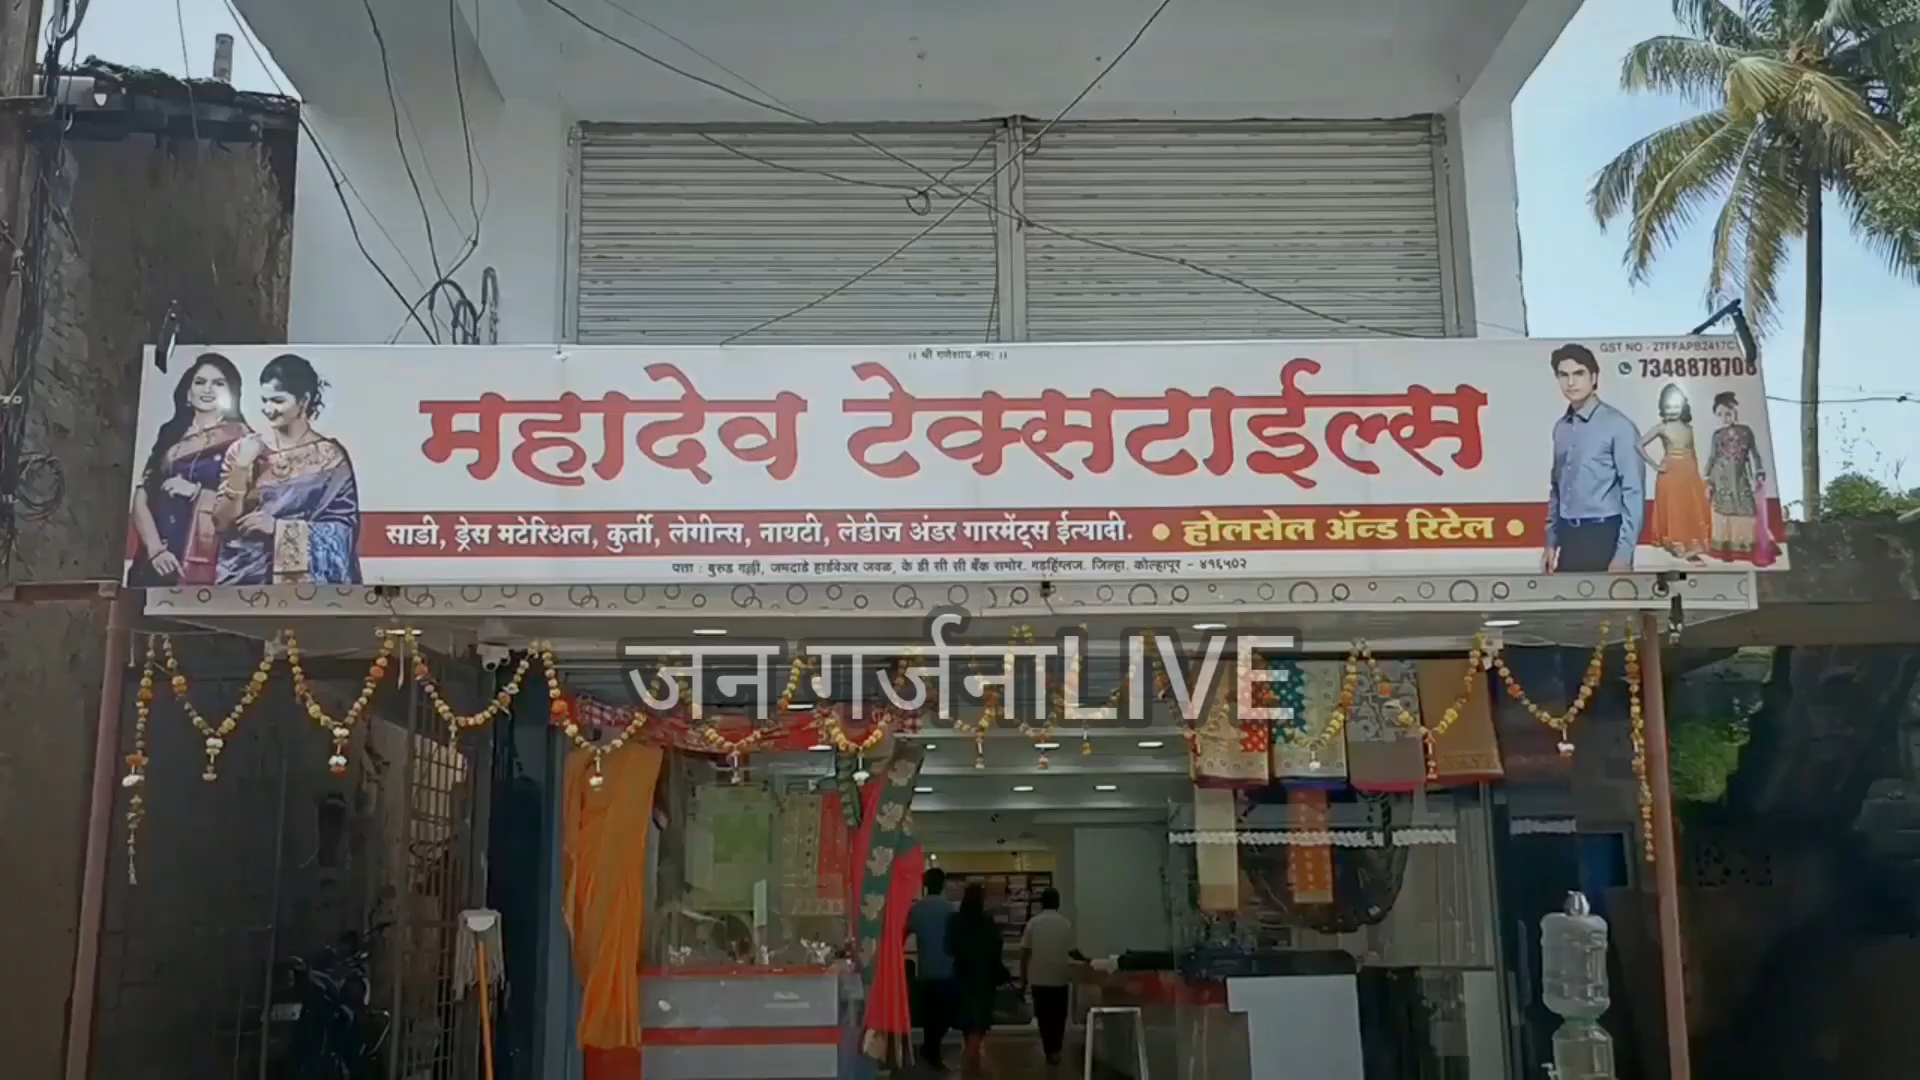 ।। श्री गणेशाय नमः ।।
GST NO - 27FFAPB2417C
7348878708
महादेव टेक्सटाईल्स
साडी, ड्रेस मटेरिअल, कुर्ती, लेगीन्स, नायटी, लेडीज अंडर गारमेंट्स ईत्यादी. • होलसेल ॲन्ड रिटेल •
पत्ता : बुरुड गल्ली, जमदाडे हार्डवेअर जवळ, के डी सी सी बँक समोर. गडहिंग्लज. जिल्हा. कोल्हापूर - ४१६५०२
जन गर्जनाLIVE